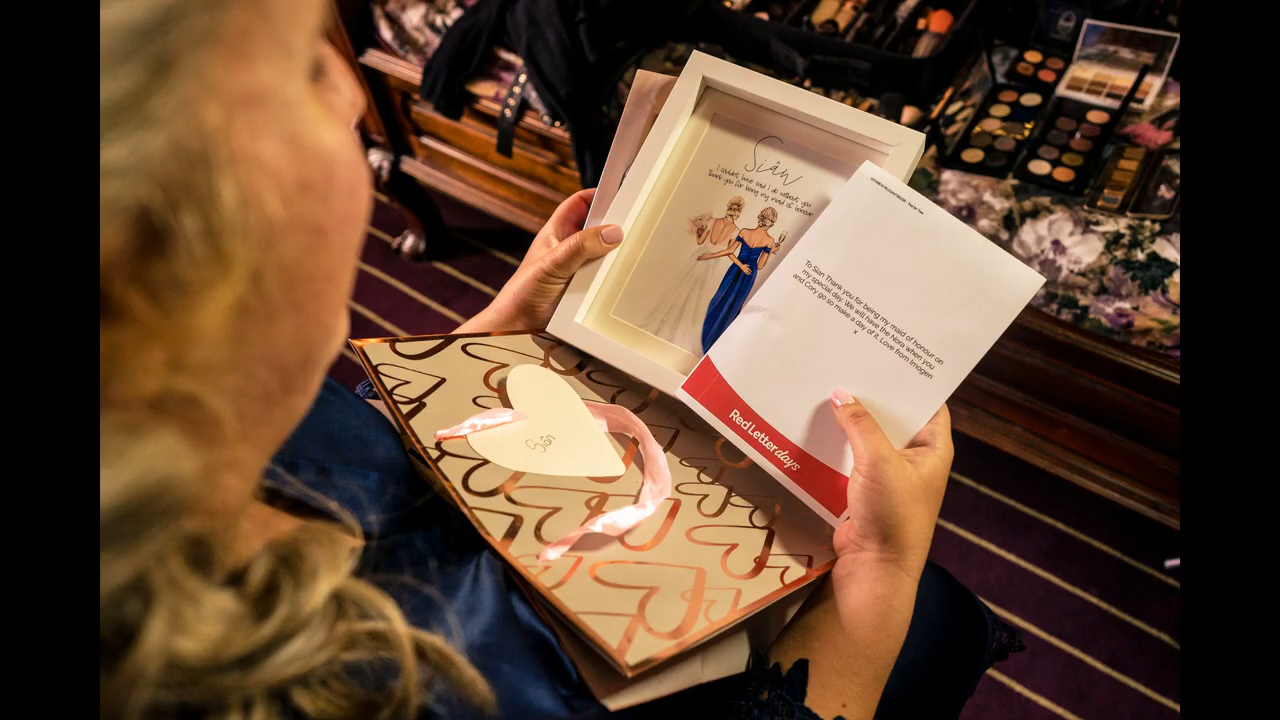 Siân
I couldn't have said I do without you
Thank you for being my maid of honour
To Sian Thank you for being my maid of honour on
my special day. We will have the Nora when you
and Cory go so make a day of it. Love from Imogen
x
Red Letter days
Siân